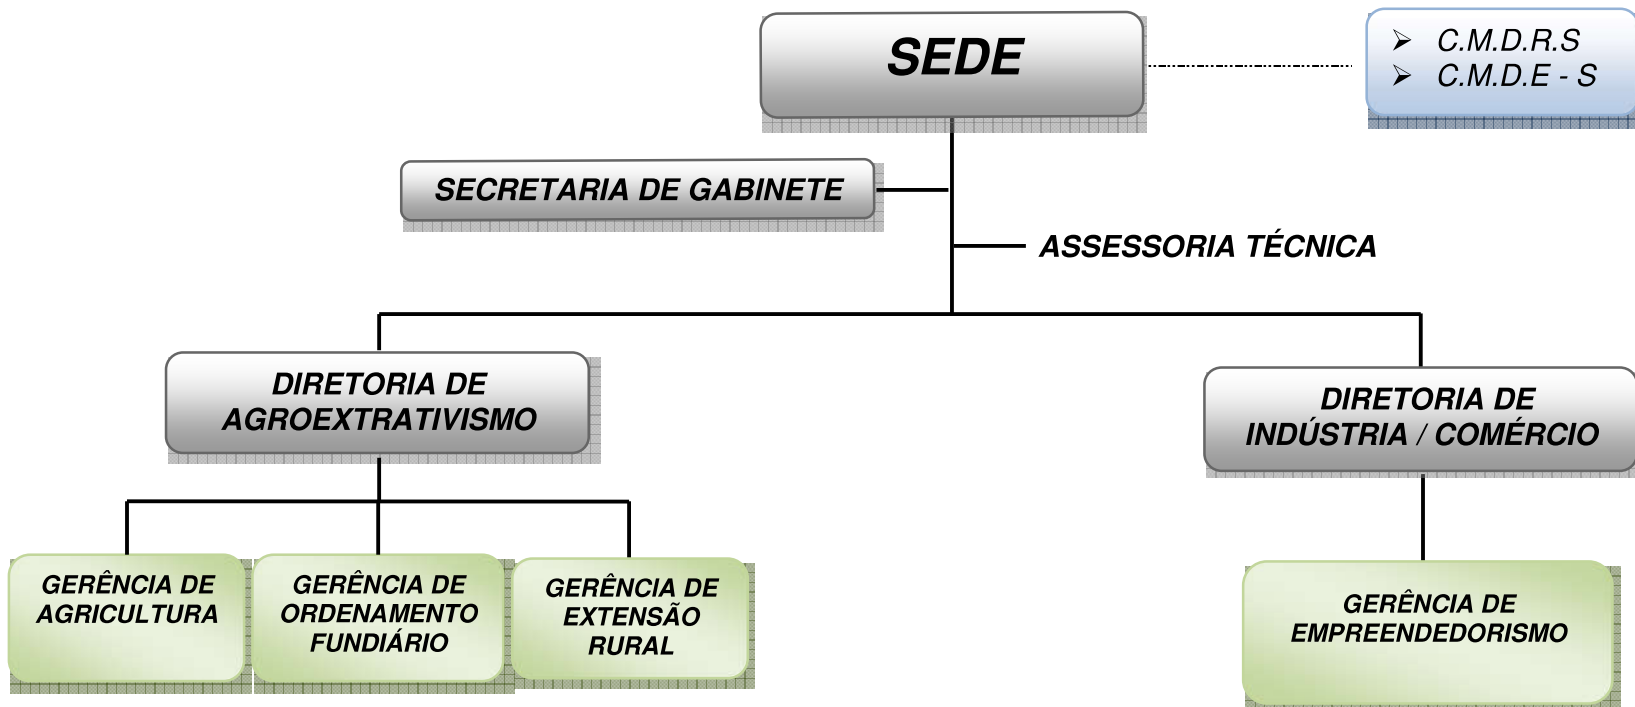 SEDE
C.M.D.R.S
C.M.D.E - S
SECRETARIA DE GABINETE
ASSESSORIA TÉCNICA
DIRETORIA DE
AGROEXTRATIVISMO
DIRETORIA DE
INDÚSTRIA / COMÉRCIO
GERÊNCIA DE
AGRICULTURA
GERÊNCIA DE
ORDENAMENTO
FUNDIÁRIO
GERÊNCIA DE
EXTENSÃO
RURAL
GERÊNCIA DE
EMPREENDEDORISMO